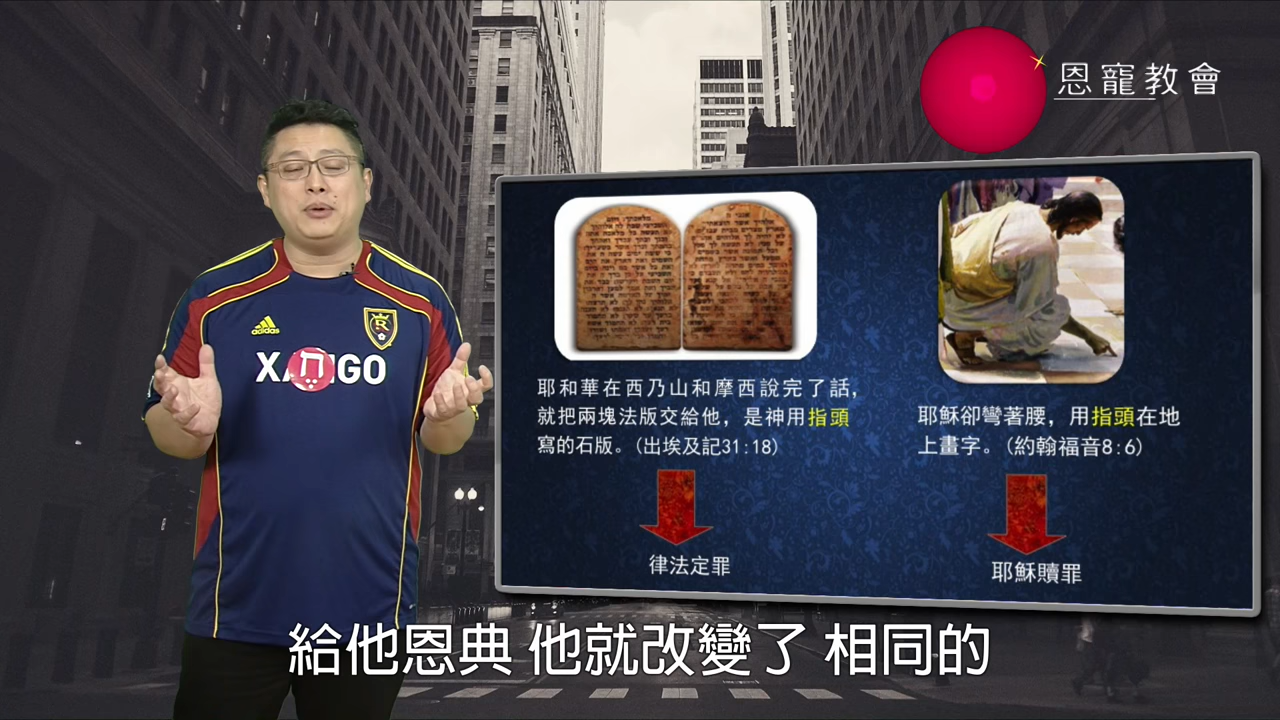 恩寵教會
adidas
XANGO
耶和華在西乃山和摩西說完了話，
就把兩塊法版交給他，是神用指頭
寫的石版。(出埃及記31:18)
律法定罪
耶穌卻彎著腰，用指頭在地
上畫字。(約翰福音8:6)
耶穌贖罪
給他恩典 他就改變了 相同的